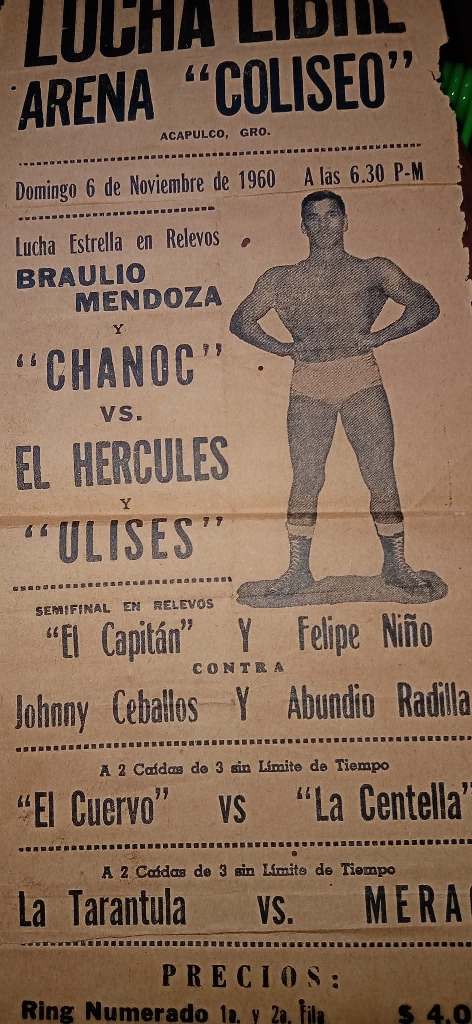 LUCHA LIBRE
ARENA "COLISEO"
ACAPULCO, GRO.
Domingo 6 de Noviembre de 1960 A las 6.30 P-M
Lucha Estrella en Relevos
BRAULIO
MENDOZA
Y
"CHANOC"
VS.
EL HERCULES
Y
"ULISES"
SEMIFINAL EN RELEVOS
"El Capitán" Y Felipe Niño
CONTRA
Johnny Ceballos Y Abundio Radilla
A 2 Caídas de 3 sin Límite de Tiempo
"El Cuervo" vs "La Centella"
A 2 Caídas de 3 sin Límite de Tiempo
La Tarantula vs.
PRECIOS:
Ring Numerado 1a. y 2a. Fila $ 4.0